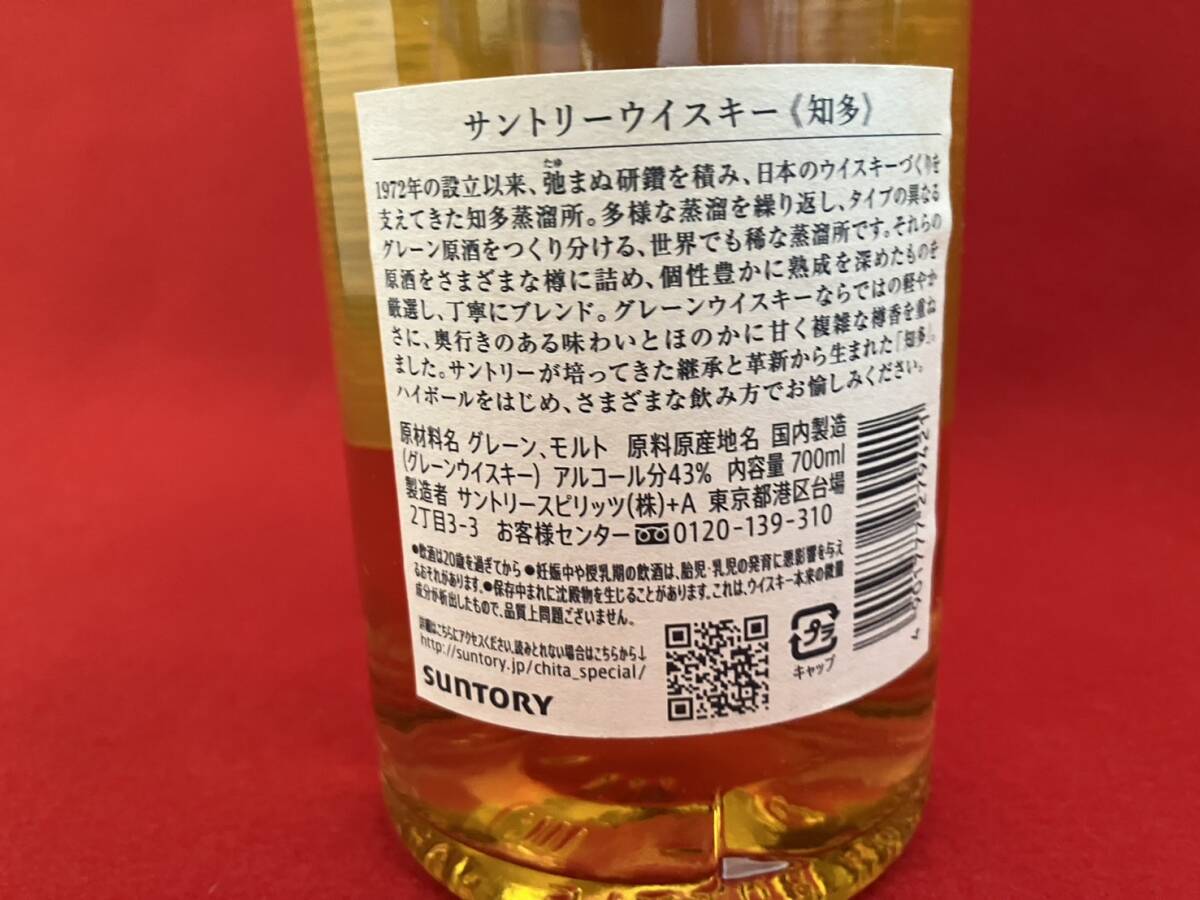 サントリーウイスキー《知多》
たゆ
1972年の設立以来、弛まぬ研鑽を積み、日本のウイスキーづくりを
支えてきた知多蒸溜所。多様な蒸溜を繰り返し、タイプの異なる
グレーン原酒をつくり分ける、世界でも稀な蒸溜所です。それらの
原酒をさまざまな樽に詰め、個性豊かに熟成を深めたものを
厳選し、丁寧にブレンド。グレーンウイスキーならではの軽やか
さに、奥行きのある味わいとほのかに甘く複雑な樽香を重ね
ました。サントリーが培ってきた継承と革新から生まれた「知多」。
ハイボールをはじめ、さまざまな飲み方でお愉しみください。
原材料名 グレーン、モルト 原料原産地名 国内製造
(グレーンウイスキー) アルコール分43% 内容量 700ml
製造者 サントリースピリッツ(株)+A 東京都港区台場
2丁目3-3 お客様センター 0120-139-310
●飲酒は20歳を過ぎてから ●妊娠中や授乳期の飲酒は、胎児・乳児の発育に悪影響を与え
るおそれがあります。●保存中まれに沈殿物を生じることがあります。これは、ウイスキー本来の微量
成分が析出したもので、品質上問題ございません。
詳細はこちらにアクセスください。読みとれない場合はこちらから↓
http://suntory.jp/chita_special/
SUNTORY
プラ
キャップ
4 901777 279421